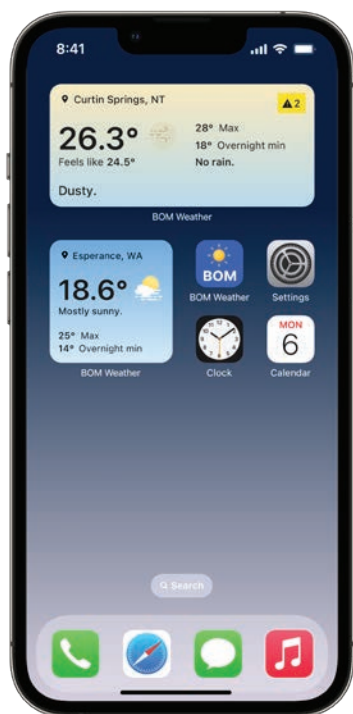 8:41
Curtin Springs, NT
2
26.3°
Feels like 24.5°
28° Max
18° Overnight min
No rain.
Dusty.
BOM Weather
Esperance, WA
18.6°
Mostly sunny.
25° Max
14° Overnight min
BOM Weather
BOM
BOM Weather
Settings
Clock
MON
6
Calendar
Search